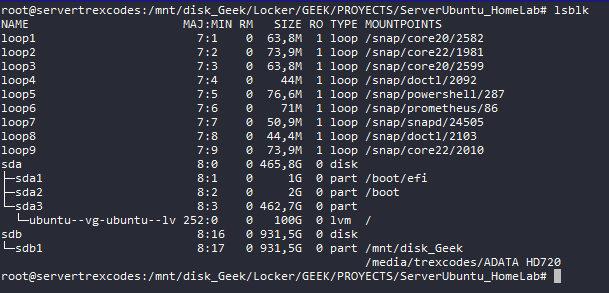 root@servertrexcodes:/mnt/disk_Geek/Locker/GEEK/PROYECTS/ServerUbuntu_HomeLab# lsblk
NAME                      MAJ:MIN RM   SIZE RO TYPE MOUNTPOINTS
loop1                       7:1    0  63,8M  1 loop /snap/core20/2582
loop2                       7:2    0  73,9M  1 loop /snap/core22/1981
loop3                       7:3    0  63,8M  1 loop /snap/core20/2599
loop4                       7:4    0    44M  1 loop /snap/doctl/2092
loop5                       7:5    0  76,6M  1 loop /snap/powershell/287
loop6                       7:6    0    71M  1 loop /snap/prometheus/86
loop7                       7:7    0  50,9M  1 loop /snap/snapd/24505
loop8                       7:8    0  44,4M  1 loop /snap/doctl/2103
loop9                       7:9    0  73,9M  1 loop /snap/core22/2010
sda                         8:0    0 465,8G  0 disk
├─sda1                      8:1    0     1G  0 part /boot/efi
├─sda2                      8:2    0     2G  0 part /boot
└─sda3                      8:3    0 462,7G  0 part
  └─ubuntu--vg-ubuntu--lv 252:0    0   100G  0 lvm  /
sdb                         8:16   0 931,5G  0 disk
└─sdb1                      8:17   0 931,5G  0 part /mnt/disk_Geek
                                                    /media/trexcodes/ADATA HD720
root@servertrexcodes:/mnt/disk_Geek/Locker/GEEK/PROYECTS/ServerUbuntu_HomeLab#